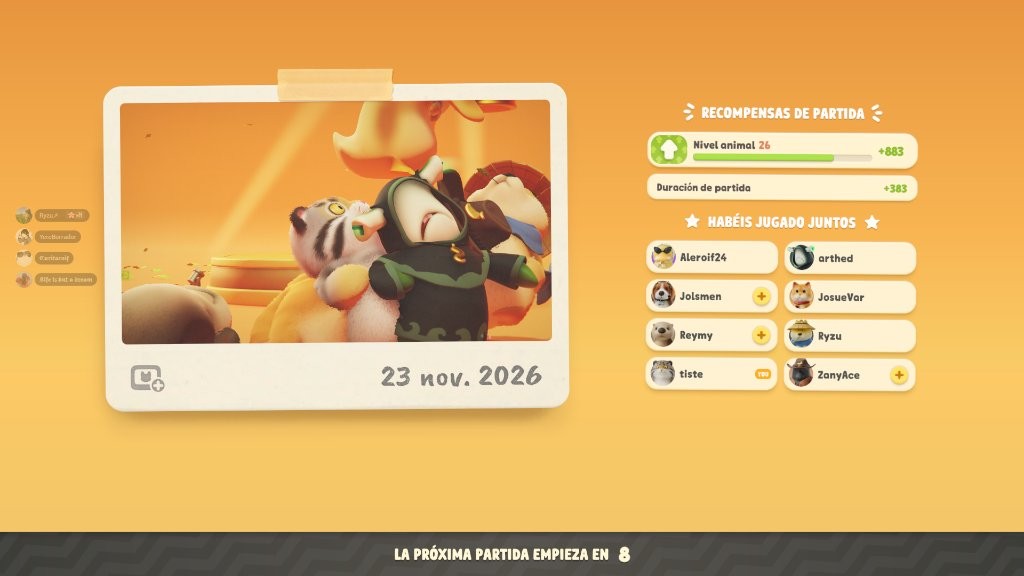 RECOMPENSAS DE PARTIDA
Nivel animal 26
+883
Duración de partida
+383
HABÉIS JUGADO JUNTOS
Aleroif24
arthed
Jolsmen
JosueVar
Reymy
Ryzu
tiste
ZanyAce
23 nov. 2026
LA PRÓXIMA PARTIDA EMPIEZA EN 8